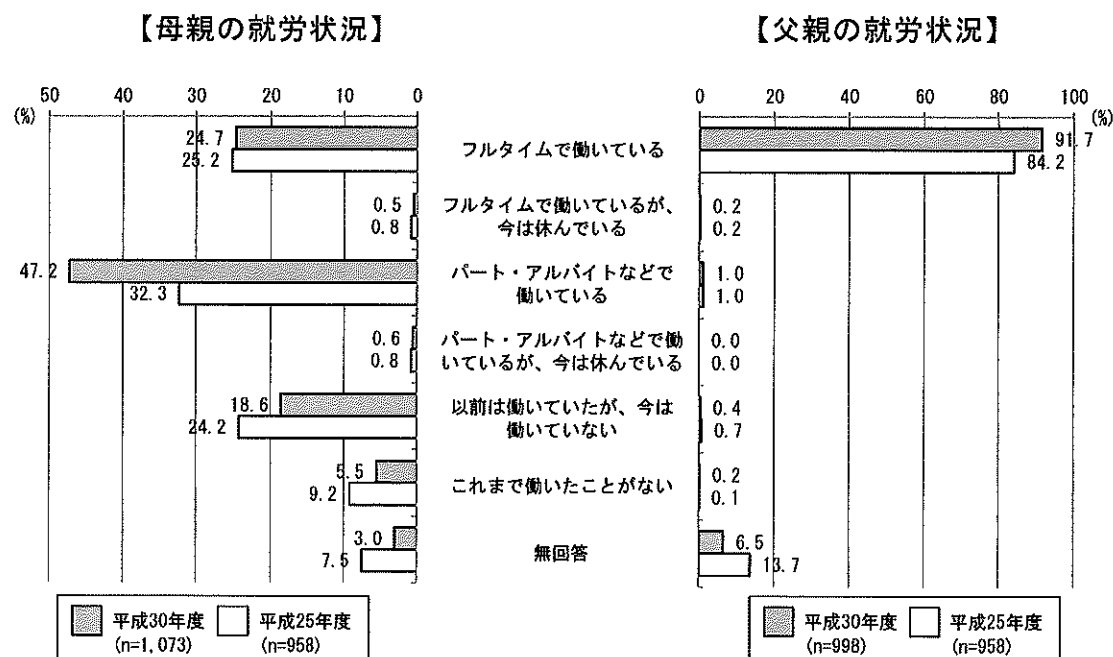 【母親の就労状況】
【父親の就労状況】
(%) 50 40 30 20 10 0
0 20 40 60 80 100 (%)
24.7 フルタイムで働いている 91.7
25.2 84.2
0.5 フルタイムで働いているが、 0.2
0.8 今は休んでいる 0.2
47.2 パート・アルバイトなどで 1.0
32.3 働いている 1.0
0.6 パート・アルバイトなどで働 0.0
0.8 いているが、今は休んでいる 0.0
18.6 以前は働いていたが、今は 0.4
24.2 働いていない 0.7
5.5 これまで働いたことがない 0.2
9.2 0.1
3.0 無回答 6.5
7.5 13.7
平成30年度 平成25年度
(n=1,073) (n=958)
平成30年度 平成25年度
(n=998) (n=958)